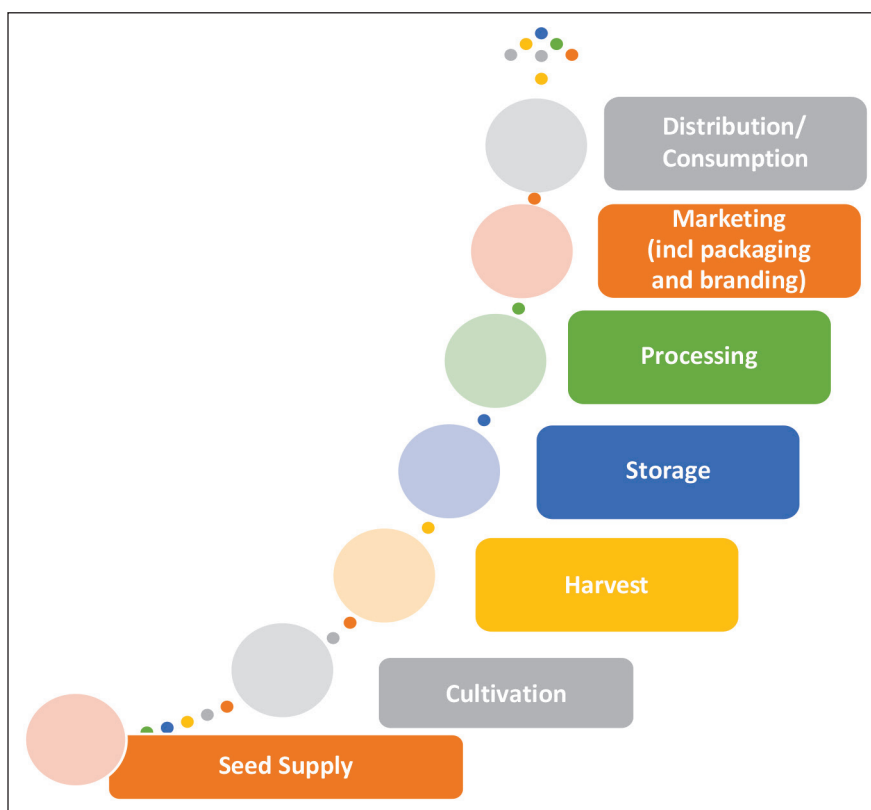 Distribution/
Consumption
Marketing
(incl packaging
and branding)
Processing
Storage
Harvest
Cultivation
Seed Supply